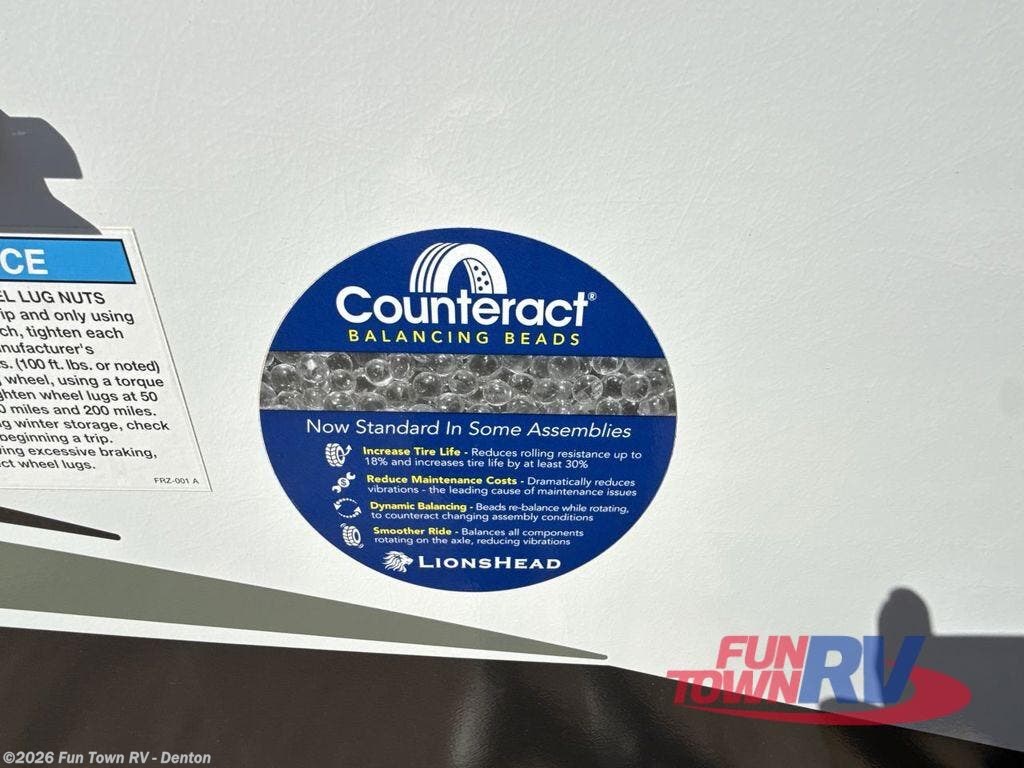 CE
EL LUG NUTS
ip and only using
ch, tighten each
nufacturer's
s. (100 ft. lbs. or noted)
wheel, using a torque
ghten wheel lugs at 50
0 miles and 200 miles.
ng winter storage, check
beginning a trip.
wing excessive braking,
ct wheel lugs.
FRZ-001 A
Counteract®
BALANCING BEADS
Now Standard In Some Assemblies
Increase Tire Life - Reduces rolling resistance up to
18% and increases tire life by at least 30%
Reduce Maintenance Costs - Dramatically reduces
vibrations - the leading cause of maintenance issues
Dynamic Balancing - Beads re-balance while rotating,
to counteract changing assembly conditions
Smoother Ride - Balances all components
rotating on the axle, reducing vibrations
LIONSHEAD
FUN
TOWN RV
©2026 Fun Town RV - Denton